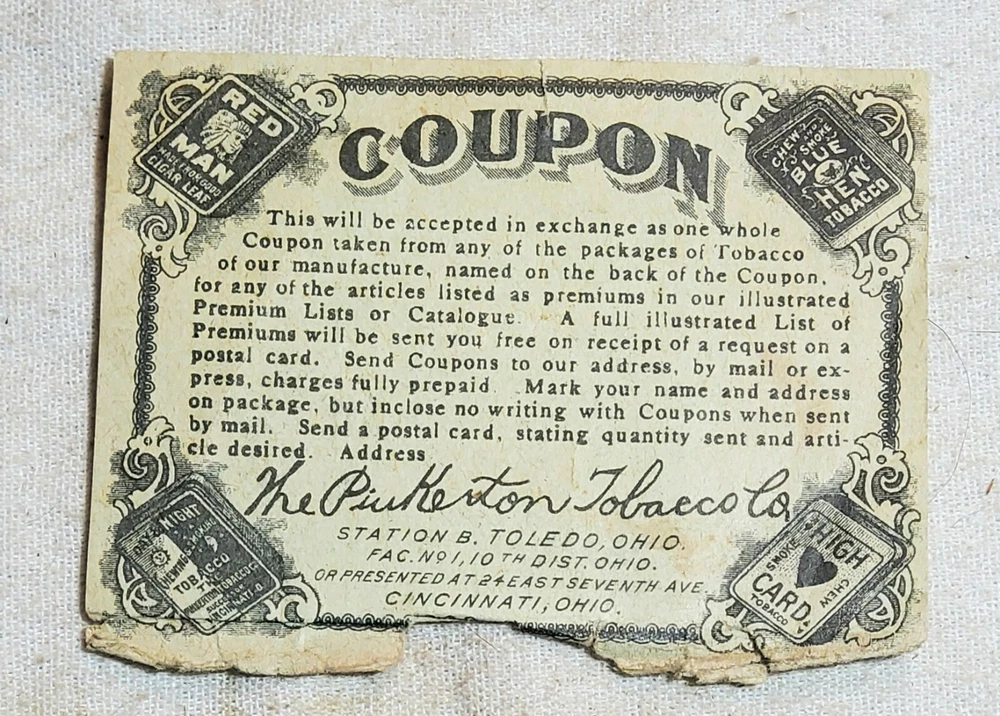 RED
MAN
CIGAR LEAF
COUPON
CHEW
SMOKE
BLUE
HEN
TOBACCO
This will be accepted in exchange as one whole
Coupon taken from any of the packages of Tobacco
of our manufacture, named on the back of the Coupon,
for any of the articles listed as premiums in our illustrated
Premium Lists or Catalogue. A full illustrated List of
Premiums will be sent you free on receipt of a request on a
postal card. Send Coupons to our address, by mail or ex-
press, charges fully prepaid. Mark your name and address
on package, but inclose no writing with Coupons when sent
by mail. Send a postal card, stating quantity sent and arti-
cle desired. Address
The Pinkerton Tobacco Co.
STATION B. TOLEDO, OHIO.
FAC. NO 1, 10 TH DIST. OHIO.
OR PRESENTED AT 24 EAST SEVENTH AVE.
CINCINNATI, OHIO.
NIGHT
TOBACCO
THE
HIGH
SMOKE
CHEW
CARD
TOBACCO